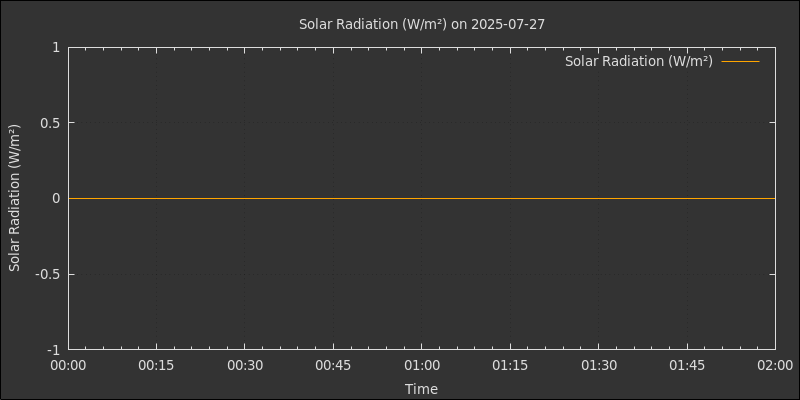 Solar Radiation (W/m²) on 2025-07-27
Solar Radiation (W/m²)
1
0.5
0
-0.5
-1
Solar Radiation (W/m²)
00:00 00:15 00:30 00:45 01:00 01:15 01:30 01:45 02:00
Time